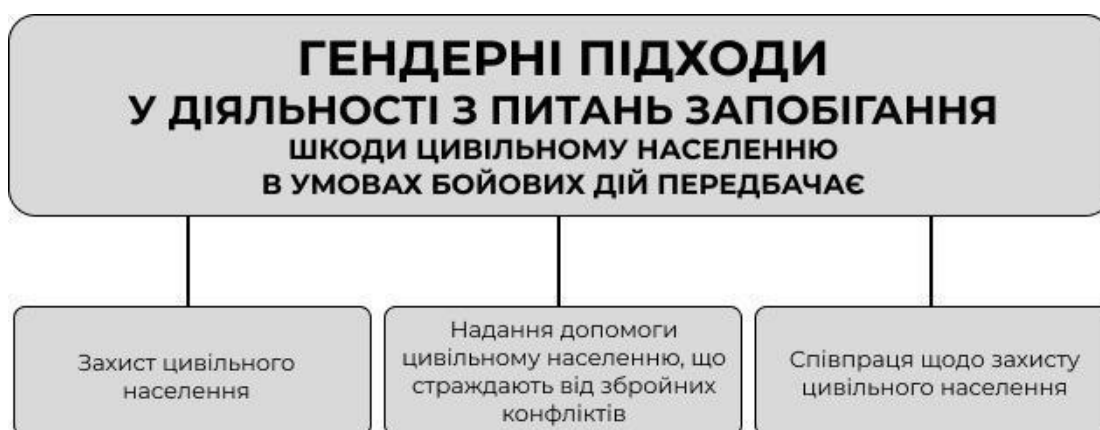 ГЕНДЕРНІ ПІДХОДИ
У ДІЯЛЬНОСТІ З ПИТАНЬ ЗАПОБІГАННЯ
ШКОДИ ЦИВІЛЬНОМУ НАСЕЛЕННЮ
В УМОВАХ БОЙОВИХ ДІЙ ПЕРЕДБАЧАЄ
Захист цивільного
населення
Надання допомоги
цивільному населенню, що
страждають від збройних
конфліктів
Співпраця щодо захисту
цивільного населення